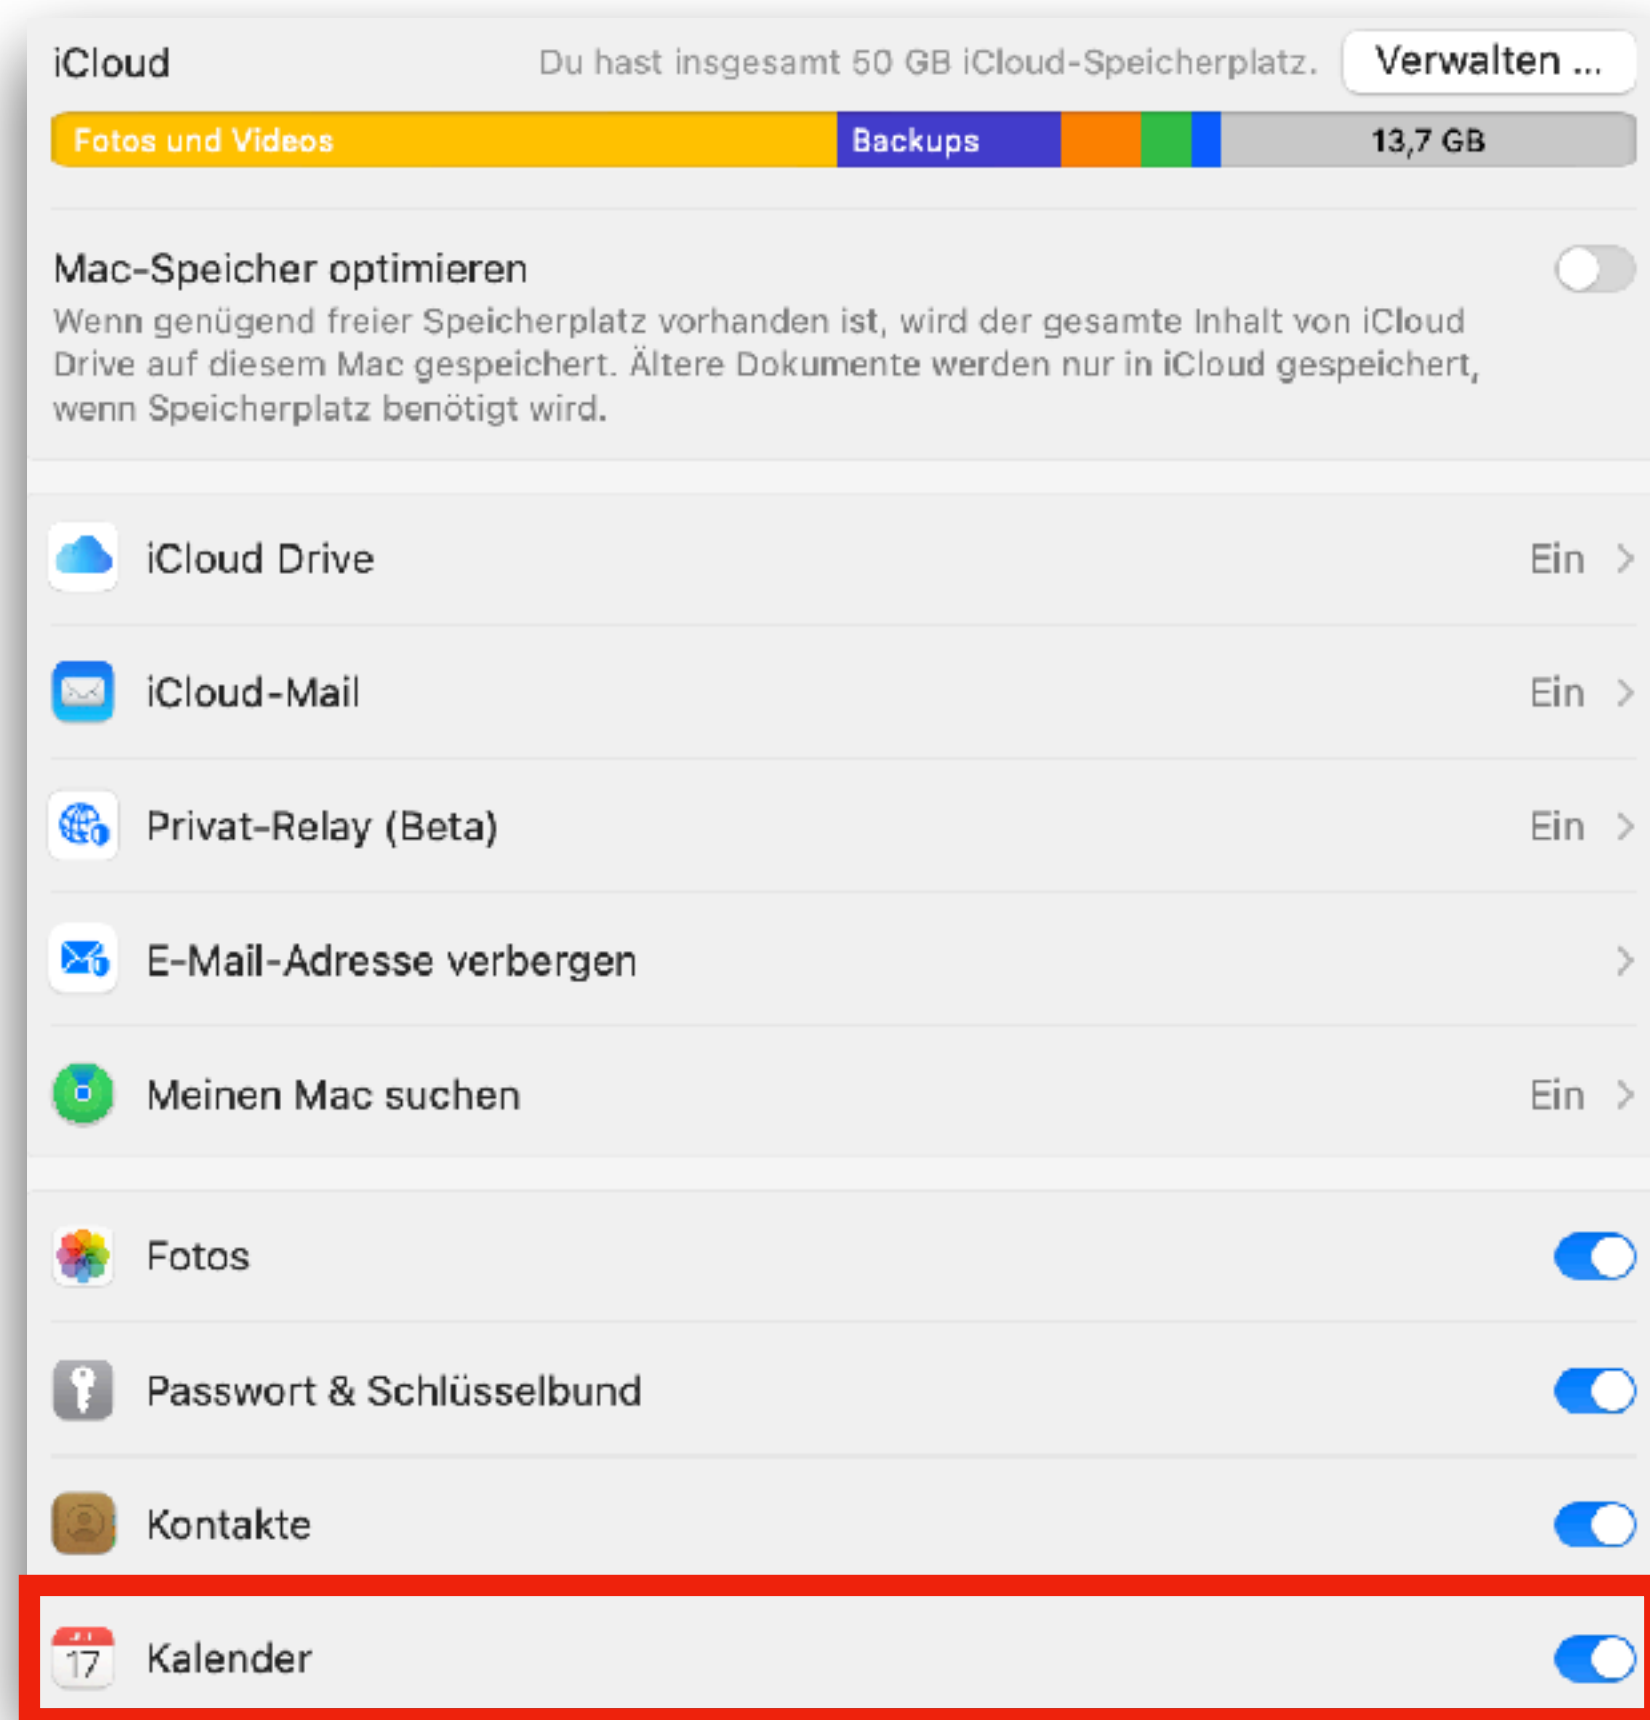 iCloud Du hast insgesamt 50 GB iCloud-Speicherplatz. Verwalten ...
Fotos und Videos Backups 13,7 GB
Mac-Speicher optimieren
Wenn genügend freier Speicherplatz vorhanden ist, wird der gesamte Inhalt von iCloud
Drive auf diesem Mac gespeichert. Ältere Dokumente werden nur in iCloud gespeichert,
wenn Speicherplatz benötigt wird.
iCloud Drive Ein
iCloud-Mail Ein
Privat-Relay (Beta) Ein
E-Mail-Adresse verbergen
Meinen Mac suchen Ein
Fotos
Passwort & Schlüsselbund
Kontakte
17 Kalender